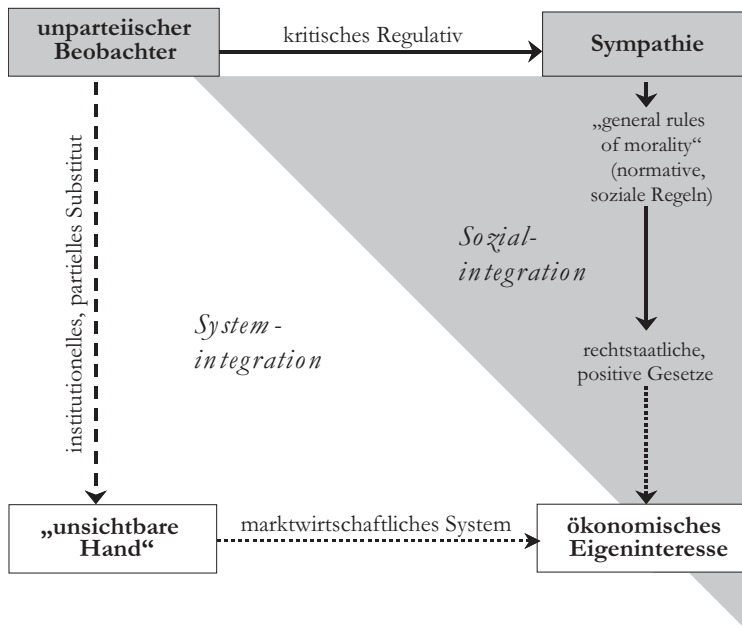 unparteiischer
Beobachter
kritisches Regulativ
Sympathie
„general rules
of morality“
(normative,
soziale Regeln)
institutionelles, partielles Substitut
Sozial-
integration
System-
integration
rechtstaatliche,
positive Gesetze
„unsichtbare
Hand“
marktwirtschaftliches System
ökonomisches
Eigeninteresse